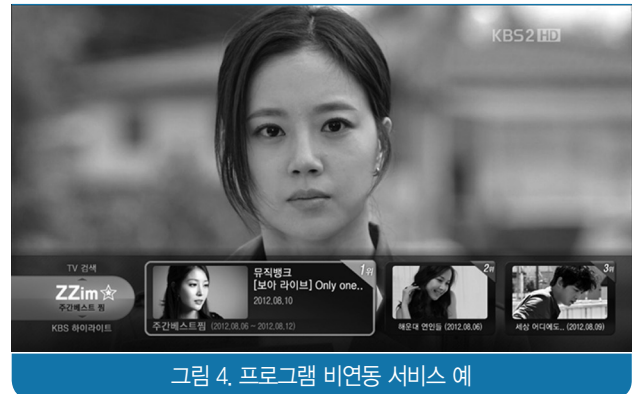 KBS2 HD
TV 검색
ZZim
주간베스트 찜
KBS 하이라이트
1위
뮤직뱅크
[보아 라이브] Only one..
2012.08.10
주간베스트찜 (2012.08.06 ~ 2012.08.12)
2위
해운대 연인들 (2012.08.06)
3위
세상 어디에도.. (2012.08.09)
그림 4. 프로그램 비연동 서비스 예